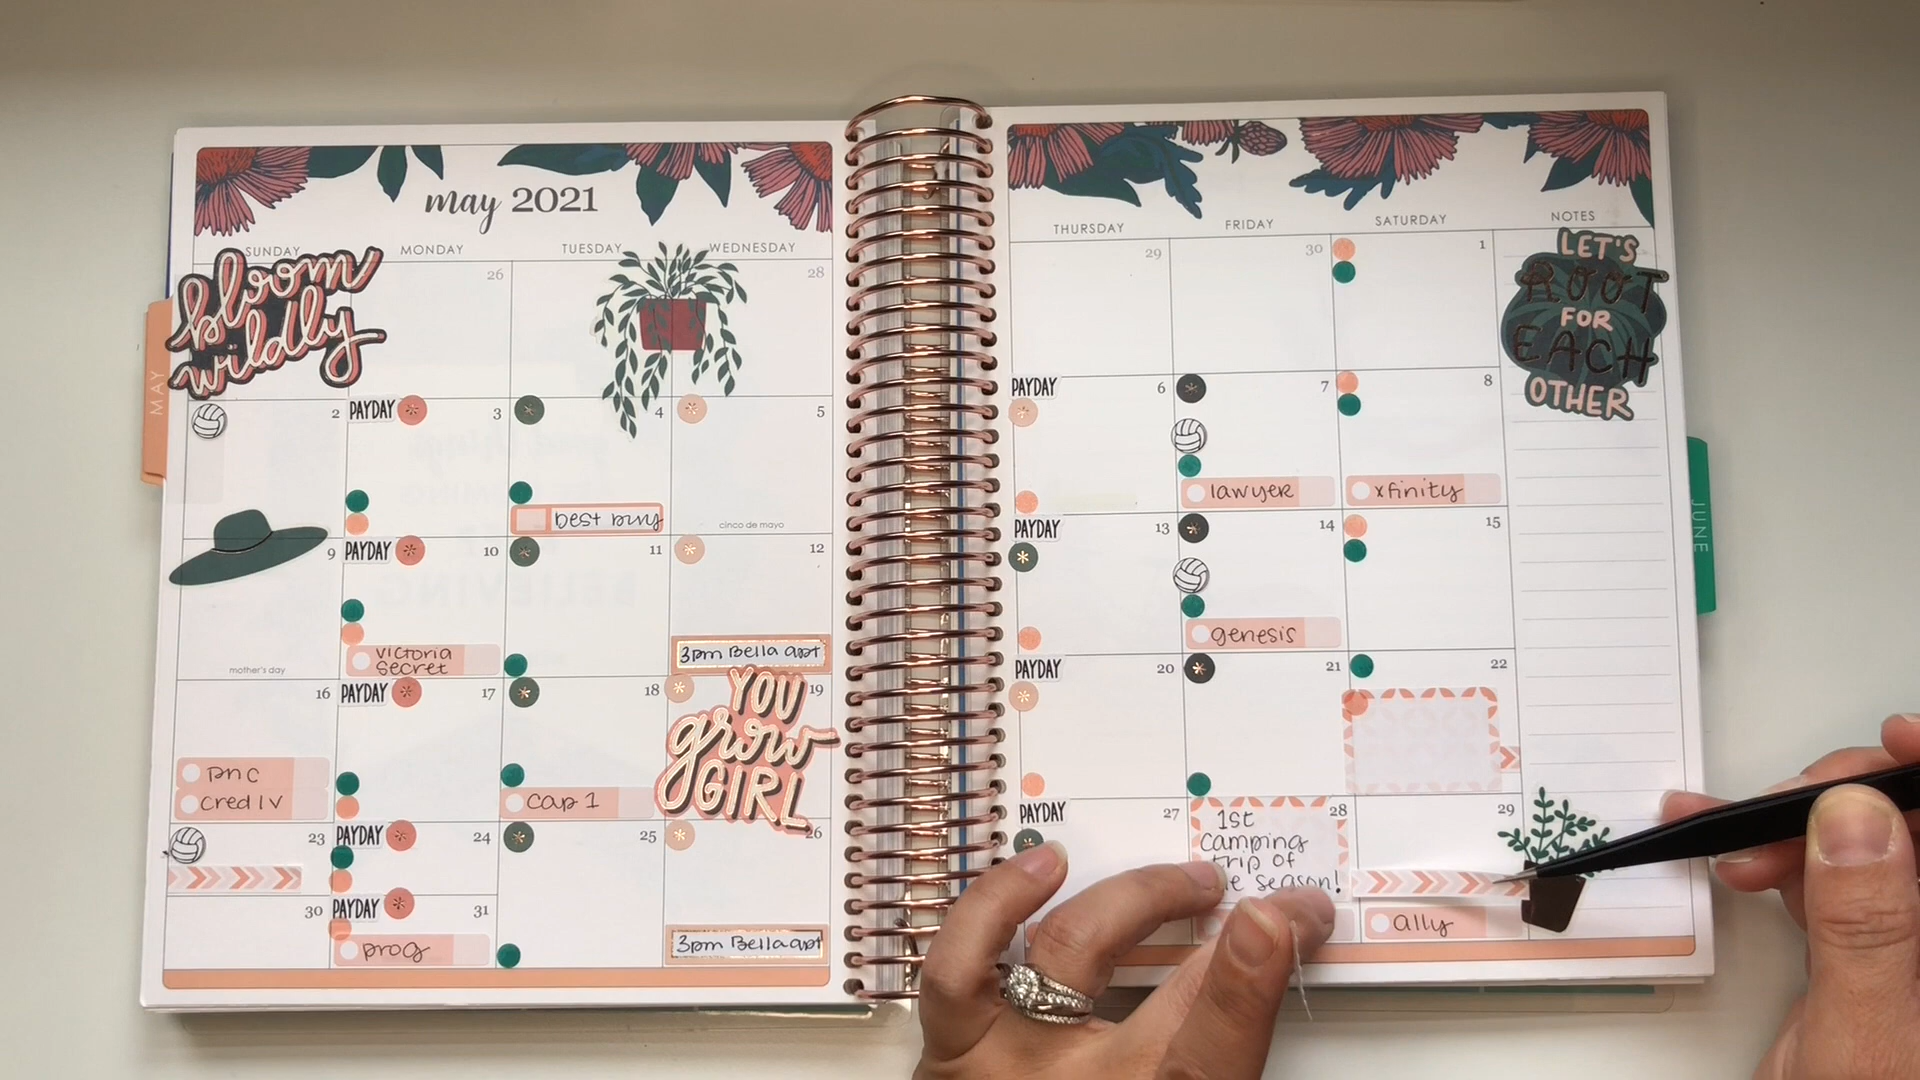 may 2021
SUNDAY MONDAY TUESDAY WEDNESDAY
THURSDAY FRIDAY SATURDAY NOTES
bloom
wildly
26
28
29
30
1
LET'S
ROOT
FOR
EACH
OTHER
MAY
2
PAYDAY
3
4
best buy
5
cinco de mayo
PAYDAY
6
7
lawyer
8
xfinity
9
mother's day
PAYDAY
10
victoria
secret
11
12
3pm Bella apt
PAYDAY
13
14
genesis
15
JUNE
16
pnc
cred iv
PAYDAY
17
18
cap 1
19
YOU
grow
GIRL
PAYDAY
20
21
22
23
PAYDAY
24
25
26
3pm Bella apt
PAYDAY
27
28
1st
camping
trip of
season!
29
ally
30
PAYDAY
31
prog